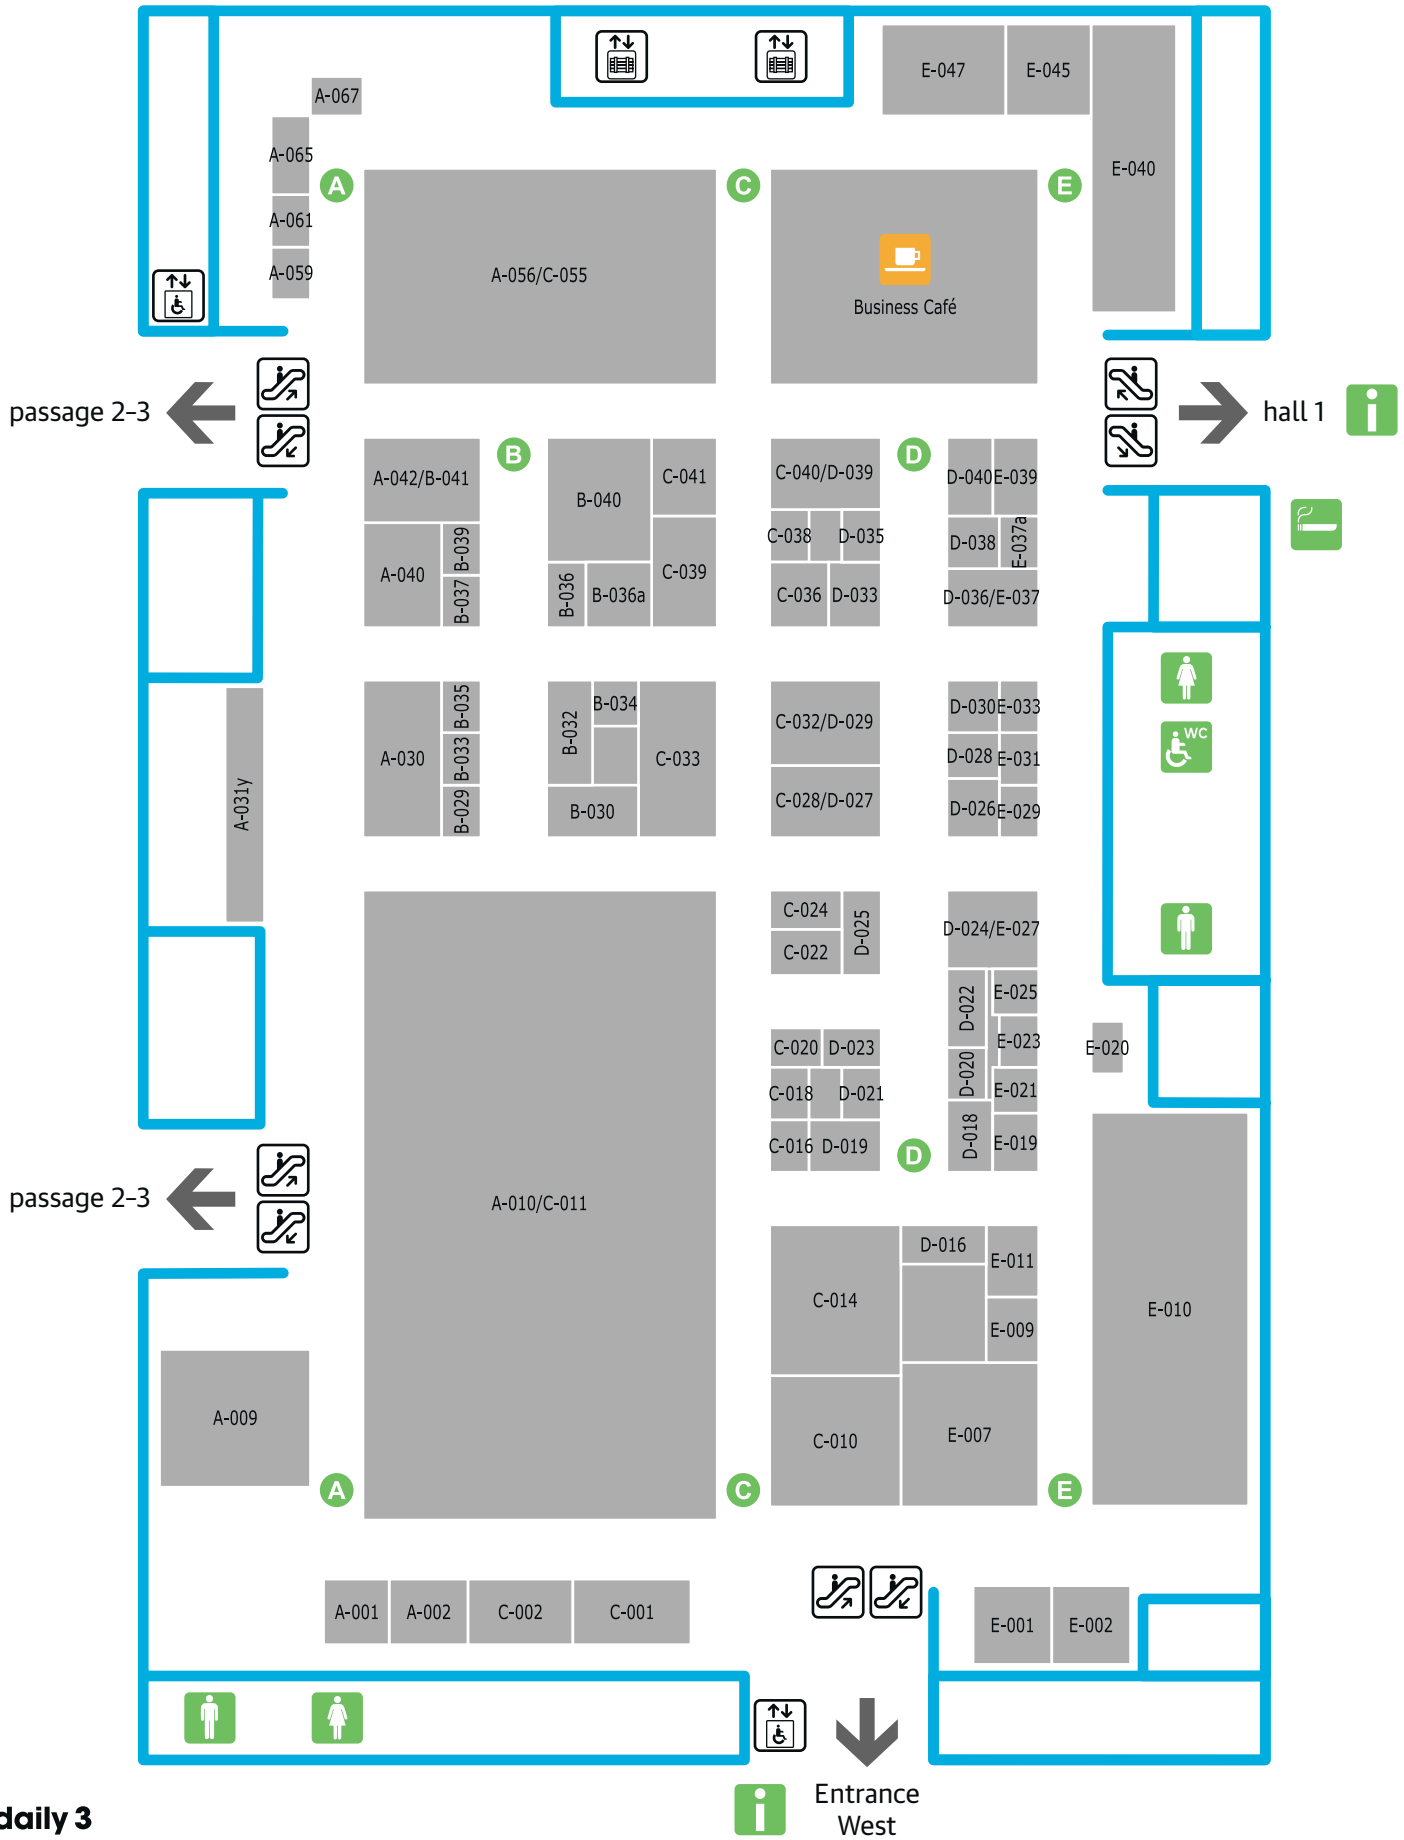 E-047
E-045
A-067
A-065
E-040
A
C
E
A-061
A-059
A-056/C-055
Business Café
passage 2-3
hall 1
i
B
D
A-042/B-041
B-040
C-041
C-040/D-039
D-040
E-039
B-039
C-038
D-035
D-038
E-037a
A-040
C-039
B-037
B-036
B-036a
C-036
D-033
D-036/E-037
B-035
B-034
D-030
E-033
B-032
C-032/D-029
WC
A-030
B-033
C-033
D-028
E-031
A-031y
B-029
B-030
C-028/D-027
D-026
E-029
C-024
D-025
D-024/E-027
C-022
D-022
E-025
C-020
D-023
E-023
E-020
D-020
C-018
D-021
E-021
D-018
C-016
D-019
E-019
D
passage 2-3
A-010/C-011
D-016
E-011
C-014
E-010
E-009
A-009
C-010
E-007
A
C
E
A-001
A-002
C-002
C-001
E-001
E-002
i
Entrance
West
daily 3